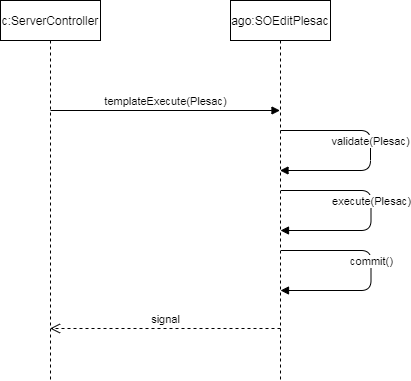 c:ServerController
ago:SOEditPlesac
templateExecute(Plesac)
validate(Plesac)
execute(Plesac)
commit()
signal